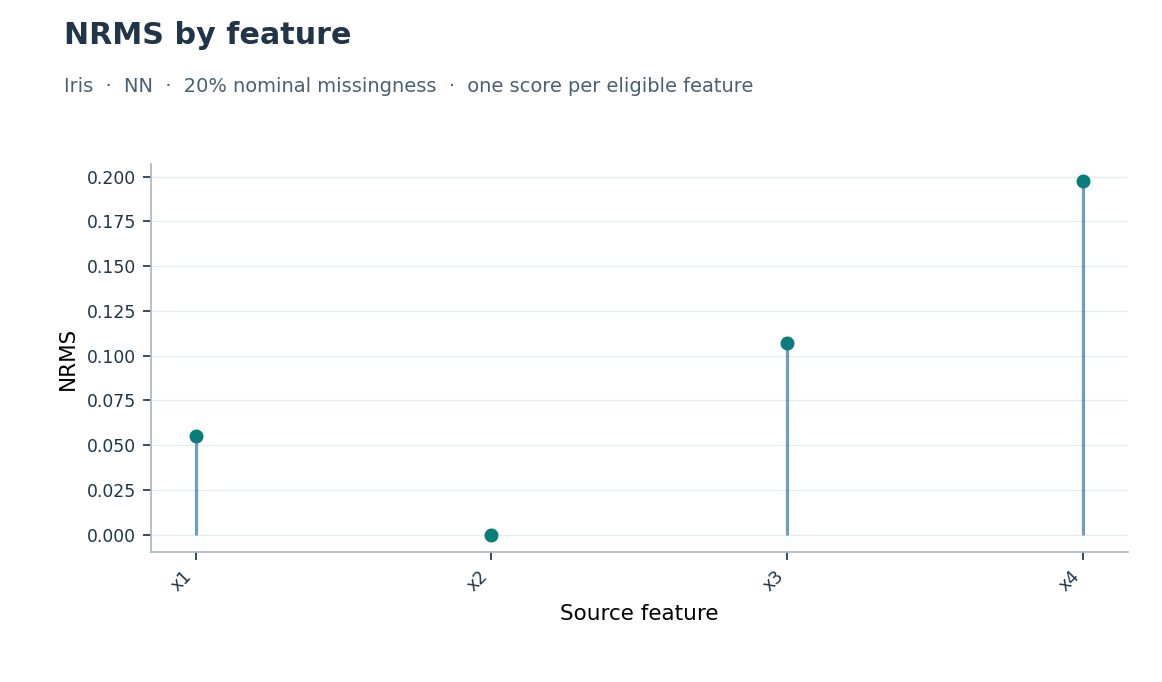 NRMS by feature
Iris · NN · 20% nominal missingness · one score per eligible feature
0.200
0.175
0.150
0.125
0.100
0.075
0.050
0.025
0.000
NRMS
x1 x2 x3 x4
Source feature